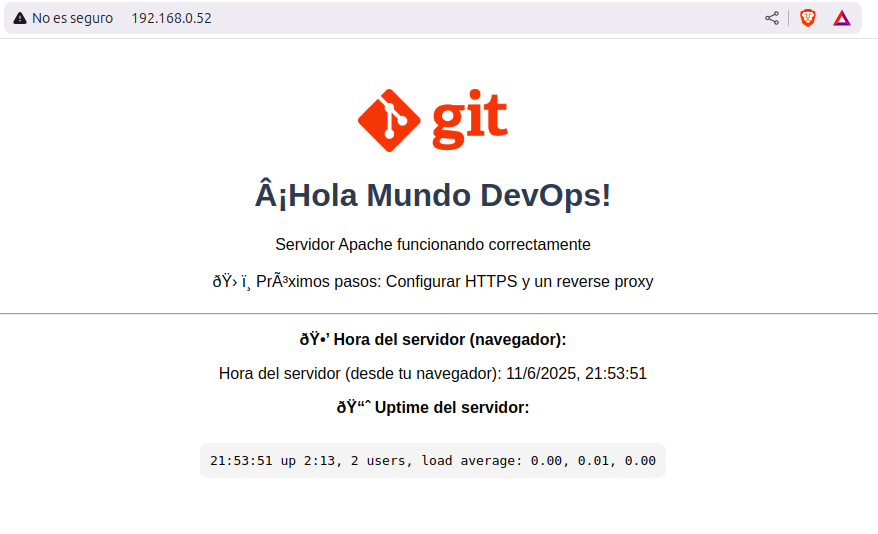 No es seguro 192.168.0.52
git
Â¡Hola Mundo DevOps!
Servidor Apache funcionando correctamente
ðŸ› ï¸ PrÃ³ximos pasos: Configurar HTTPS y un reverse proxy
ðŸ•’ Hora del servidor (navegador):
Hora del servidor (desde tu navegador): 11/6/2025, 21:53:51
ðŸ“ˆ Uptime del servidor:
21:53:51 up 2:13, 2 users, load average: 0.00, 0.01, 0.00